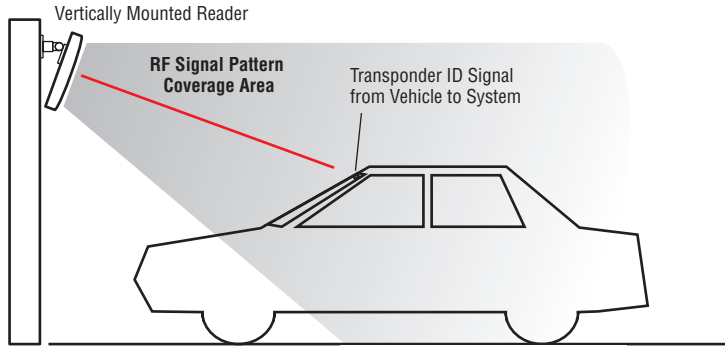 Vertically Mounted Reader
RF Signal Pattern
Coverage Area
Transponder ID Signal
from Vehicle to System